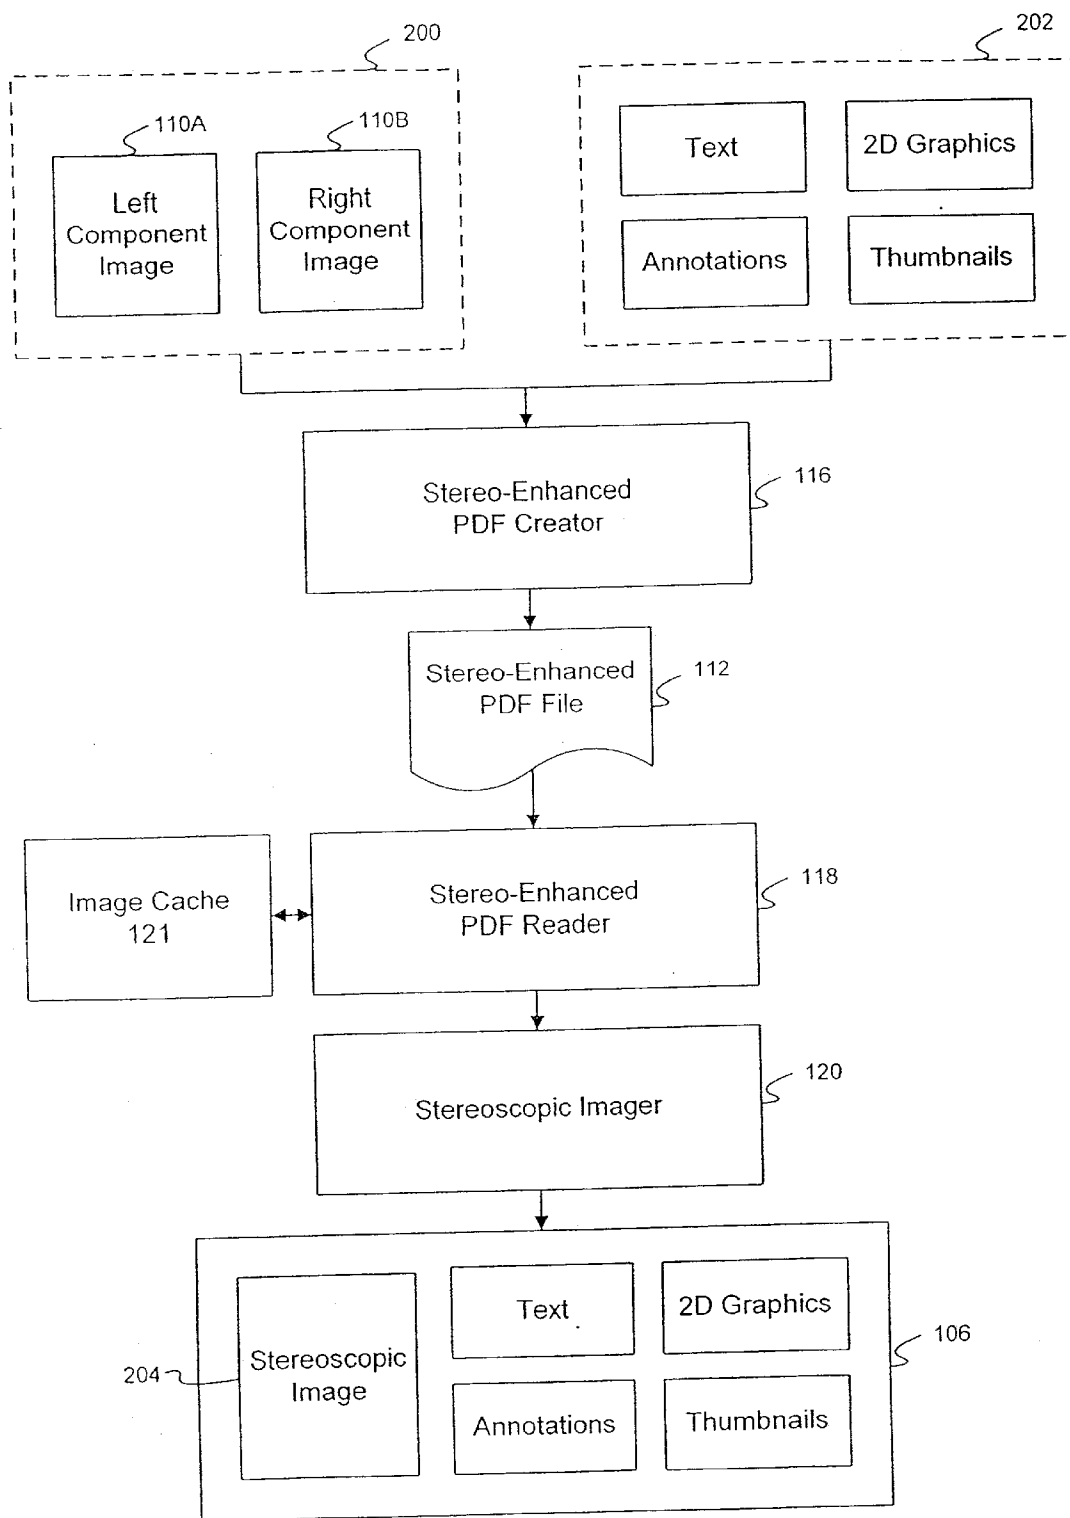 200
202
110A
110B
Left
Component
Image
Right
Component
Image
Text
2D Graphics
Annotations
Thumbnails
Stereo-Enhanced
PDF Creator
116
Stereo-Enhanced
PDF File
112
Image Cache
121
Stereo-Enhanced
PDF Reader
118
Stereoscopic Imager
120
Stereoscopic
Image
204
Text
2D Graphics
Annotations
Thumbnails
106